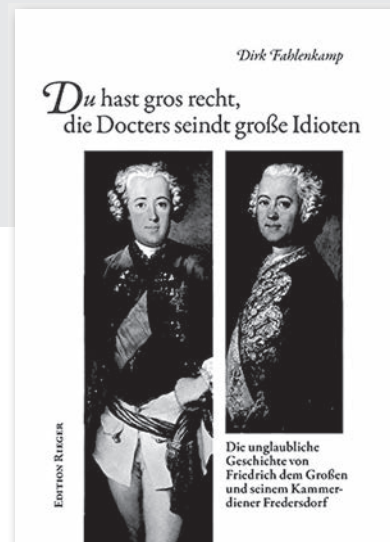 Dirk Fahlenkamp
Du hast gros recht,
die Docters seindt große Idioten
EDITION RIEGER
Die unglaubliche
Geschichte von
Friedrich dem Großen
und seinem Kammer-
diener Fredersdorf